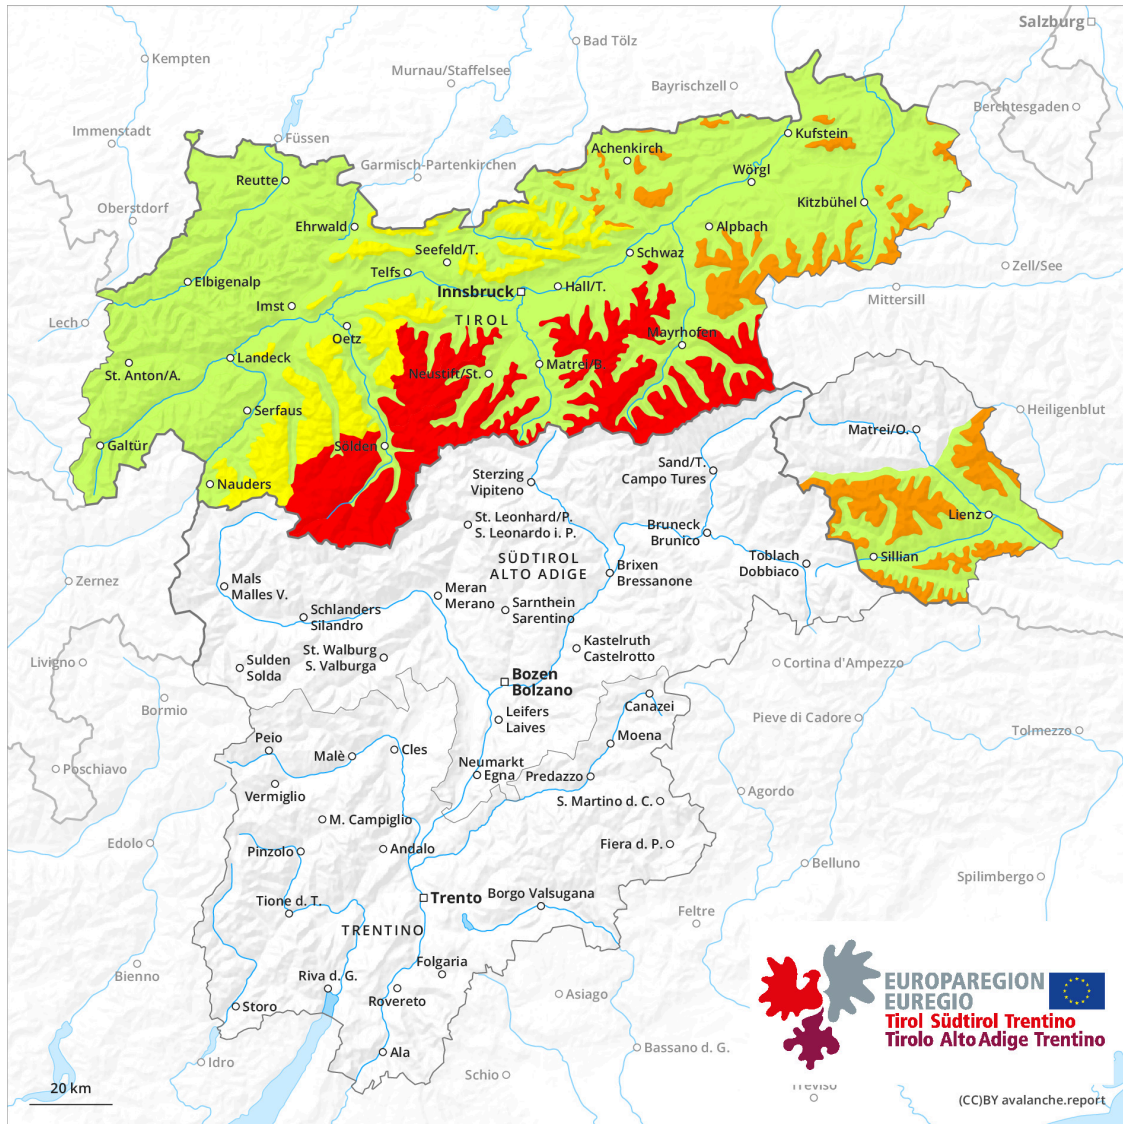 Salzburg
Bad Tölz
Kempten
Murnau/Staffelsee
Bayrischzell
Berchtesgaden
Immenstadt
Füssen
Kufstein
Achenkirch
Garmisch-Partenkirchen
Wörgl
Reutte
Kitzbühel
Oberstdorf
Ehrwald
Alpbach
Seefeld/T.
Schwaz
Telfs
Zell/See
Elbigenalp
Hall/T.
Innsbruck
Mittersill
Imst
TIROL
Lech
Mayrhofen
Oetz
Landeck
Matrei/B.
St. Anton/A.
Neustift/St.
Serfaus
Heiligenblut
Matrei/O.
Galtür
Sölden
Sand/T.
Campo Tures
Sterzing
Vipiteno
Nauders
Lienz
St. Leonhard/P.
S. Leonardo i. P.
Bruneck
Brunico
Toblach
Dobbiaco
Sillian
SÜDTIROL
ALTO ADIGE
Brixen
Bressanone
Zernez
Mals
Malles V.
Meran
Merano
Sarnthein
Sarentino
Schlanders
Silandro
Kastelruth
Castelrotto
St. Walburg
S. Valburga
Livigno
Sulden
Solda
Cortina d'Ampezzo
Bozen
Bolzano
Bormio
Canazei
Leifers
Laives
Pieve di Cadore
Tolmezzo
Peio
Moena
Cles
Malè
Neumarkt
Egna
Predazzo
Poschiavo
Vermiglio
Agordo
S. Martino d. C.
M. Campiglio
Edolo
Pinzolo
Andalo
Fiera d. P.
Belluno
Spilimbergo
Trento
Borgo Valsugana
Tione d. T.
Feltre
TRENTINO
Folgaria
Bienno
Riva d. G.
Rovereto
Asiago
Storo
EUROPAREGION
EUREGIO
Tirol Südtirol Trentino
Tirolo Alto Adige Trentino
Ala
Bassano d. G.
Idro
Schio
Treviso
20 km
(CC)BY avalanche.report